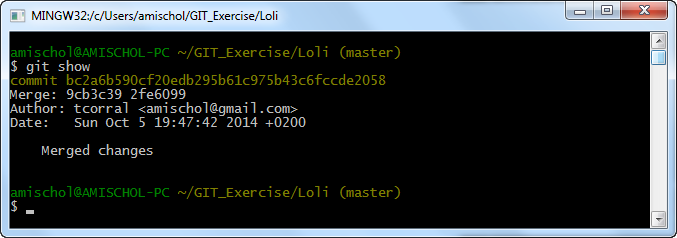 MINGW32:/c/Users/amischol/GIT_Exercise/Loli
amischol@AMISCHOL-PC ~/GIT_Exercise/Loli (master)
$ git show
commit bc2a6b590cf20edb295b61c975b43c6fccde2058
Merge: 9cb3c39 2fe6099
Author: tcorral <amischol@gmail.com>
Date:   Sun Oct 5 19:47:42 2014 +0200
    Merged changes
amischol@AMISCHOL-PC ~/GIT_Exercise/Loli (master)
$